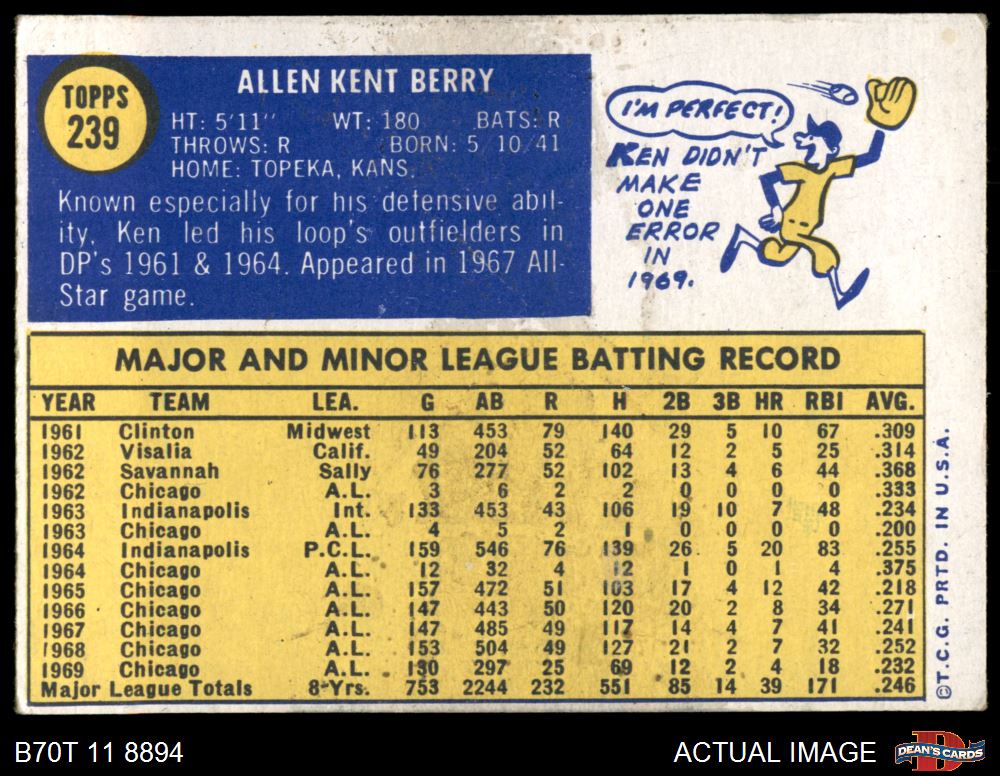 TOPPS
239
ALLEN KENT BERRY
HT: 5'11" WT: 180 BATS: R
THROWS: R BORN: 5 10 41
HOME: TOPEKA, KANS.
Known especially for his defensive abil-
ity, Ken led his loop's outfielders in
DP's 1961 & 1964. Appeared in 1967 All-
Star game.
I'M PERFECT!
KEN DIDN'T
MAKE
ONE
ERROR
IN
1969.
MAJOR AND MINOR LEAGUE BATTING RECORD
YEAR TEAM LEA. G AB R H 2B 3B HR RBI AVG.
1961 Clinton Midwest 113 453 79 140 29 5 10 67 .309
1962 Visalia Calif. 49 204 52 64 12 2 5 25 .314
1962 Savannah Sally 76 277 52 102 13 4 6 44 .368
1962 Chicago A.L. 3 6 2 2 0 0 0 0 .333
1963 Indianapolis Int. 133 453 43 106 19 10 7 48 .234
1963 Chicago A.L. 4 5 2 1 0 0 0 0 .200
1964 Indianapolis P.C.L. 159 546 76 139 26 5 20 83 .255
1964 Chicago A.L. 12 32 4 12 1 0 1 4 .375
1965 Chicago A.L. 157 472 51 103 17 4 12 42 .218
1966 Chicago A.L. 147 443 50 120 20 2 8 34 .271
1967 Chicago A.L. 147 485 49 117 14 4 7 41 .241
1968 Chicago A.L. 153 504 49 127 21 2 7 32 .252
1969 Chicago A.L. 130 297 25 69 12 2 4 18 .232
Major League Totals 8 Yrs. 753 2244 232 551 85 14 39 171 .246
©T.C.G. PRTD. IN U.S.A.
B70T 11 8894
ACTUAL IMAGE
DEAN'S CARDS